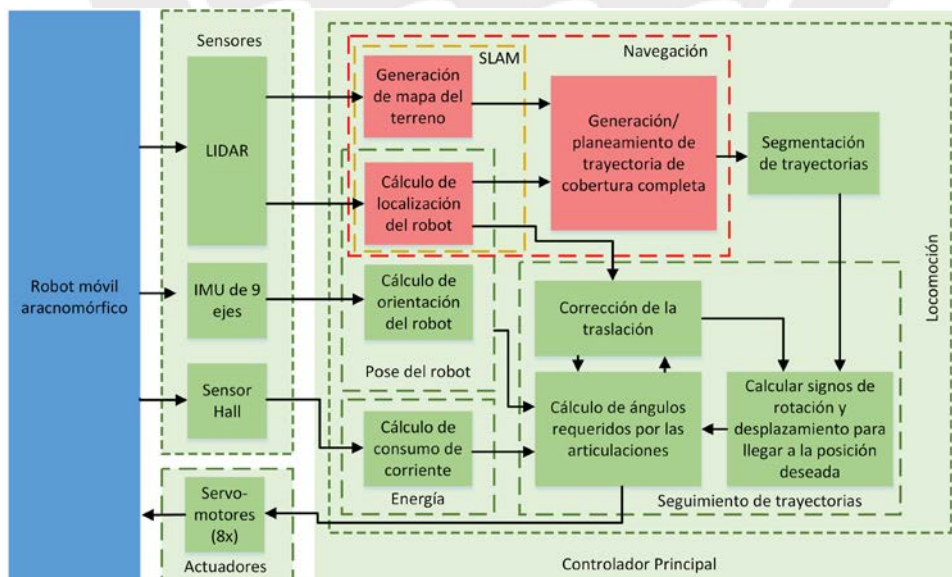 Robot móvil
aracnomórfico
Sensores
LIDAR
IMU de 9
ejes
Sensor
Hall
Servo-
motores
(8x)
Actuadores
SLAM
Navegación
Generación
de mapa del
terreno
Cálculo de
localización
del robot
Generación/
planeamiento de
trayectoria de
cobertura completa
Segmentación
de trayectorias
Cálculo de
orientación
del robot
Pose del robot
Cálculo de
consumo de
corriente
Energía
Corrección de la
traslación
Cálculo de ángulos
requeridos por las
articulaciones
Calcular signos de
rotación y
desplazamiento para
llegar a la posición
deseada
Seguimiento de trayectorias
Locomoción
Controlador Principal